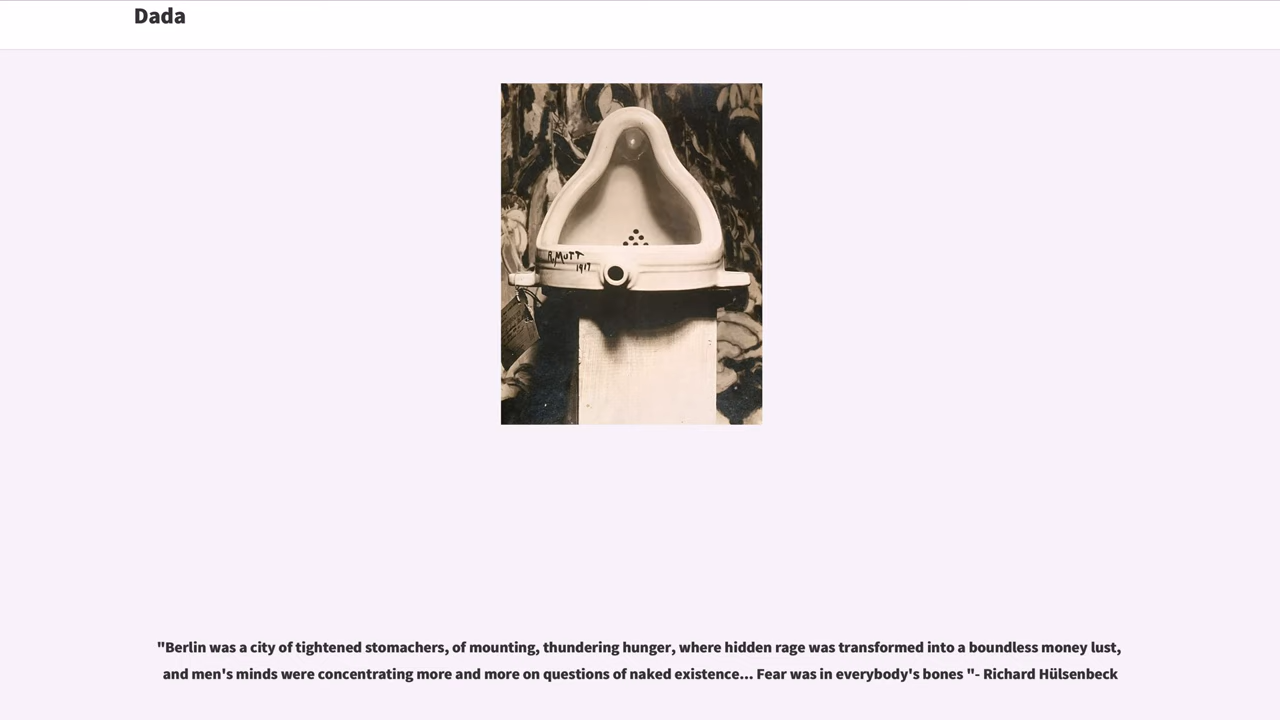 Dada
R. MUTT
1917
"Berlin was a city of tightened stomachers, of mounting, thundering hunger, where hidden rage was transformed into a boundless money lust,
and men's minds were concentrating more and more on questions of naked existence... Fear was in everybody's bones "- Richard Hülsenbeck